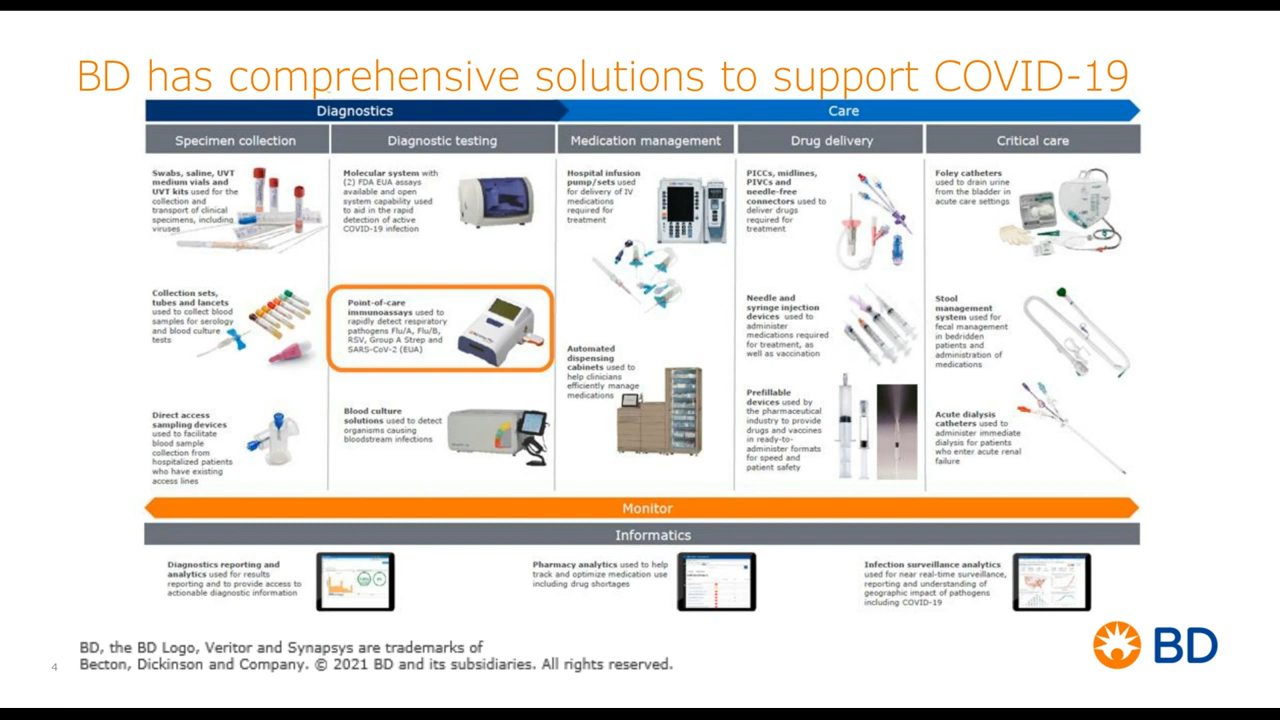 BD has comprehensive solutions to support COVID-19
Diagnostics
Care
Specimen collection
Diagnostic testing
Medication management
Drug delivery
Critical care
Swabs, saline, UVT
medium vials and
UVT kits used for the
collection and
transport of clinical
specimens, including
viruses
Collection sets,
tubes and lancets
used to collect blood
samples for serology
and blood culture
tests
Direct access
sampling devices
used to facilitate
blood sample
collection from
hospitalized patients
who have existing
access lines
Molecular system with
(2) FDA EUA assays
available and open
system capability used
to aid in the rapid
detection of active
COVID-19 infection
Point-of-care
immunoassays used to
rapidly detect respiratory
pathogens Flu/A, Flu/B,
RSV, Group A Strep and
SARS-CoV-2 (EUA)
Blood culture
solutions used to detect
organisms causing
bloodstream infections
Hospital infusion
pump/sets used
for delivery of IV
medications
required for
treatment
Automated
dispensing
cabinets used to
help clinicians
efficiently manage
medications
PICCs, midlines,
PIVCs and
needle-free
connectors used to
deliver drugs
required for
treatment
Needle and
syringe injection
devices used to
administer
medications required
for treatment, as
well as vaccination
Prefillable
devices used by
the pharmaceutical
industry to provide
drugs and vaccines
in ready-to-
administer formats
for speed and
patient safety
Foley catheters
used to drain urine
from the bladder in
acute care settings
Stool
management
system used for
fecal management
in bedridden
patients and
administration of
medications
Acute dialysis
catheters used to
administer immediate
dialysis for patients
who enter acute renal
failure
Monitor
Informatics
Diagnostics reporting and
analytics used for results
reporting and to provide access to
actionable diagnostic information
Pharmacy analytics used to help
track and optimize medication use
including drug shortages
Infection surveillance analytics
used for near real-time surveillance,
reporting and understanding of
geographic impact of pathogens
including COVID-19
BD, the BD Logo, Veritor and Synapsys are trademarks of
Becton, Dickinson and Company. © 2021 BD and its subsidiaries. All rights reserved.
4
BD